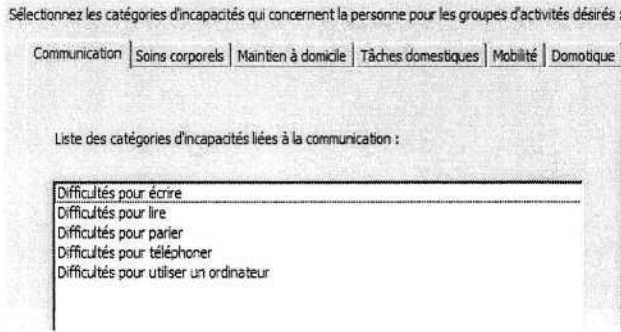 Sélectionnez les catégories d'incapacités qui concernent la personne pour les groupes d'activités désirés :
Communication Soins corporels Maintien à domicile Tâches domestiques Mobilité Domotique
Liste des catégories d'incapacités liées à la communication :
Difficultés pour écrire
Difficultés pour lire
Difficultés pour parler
Difficultés pour téléphoner
Difficultés pour utiliser un ordinateur